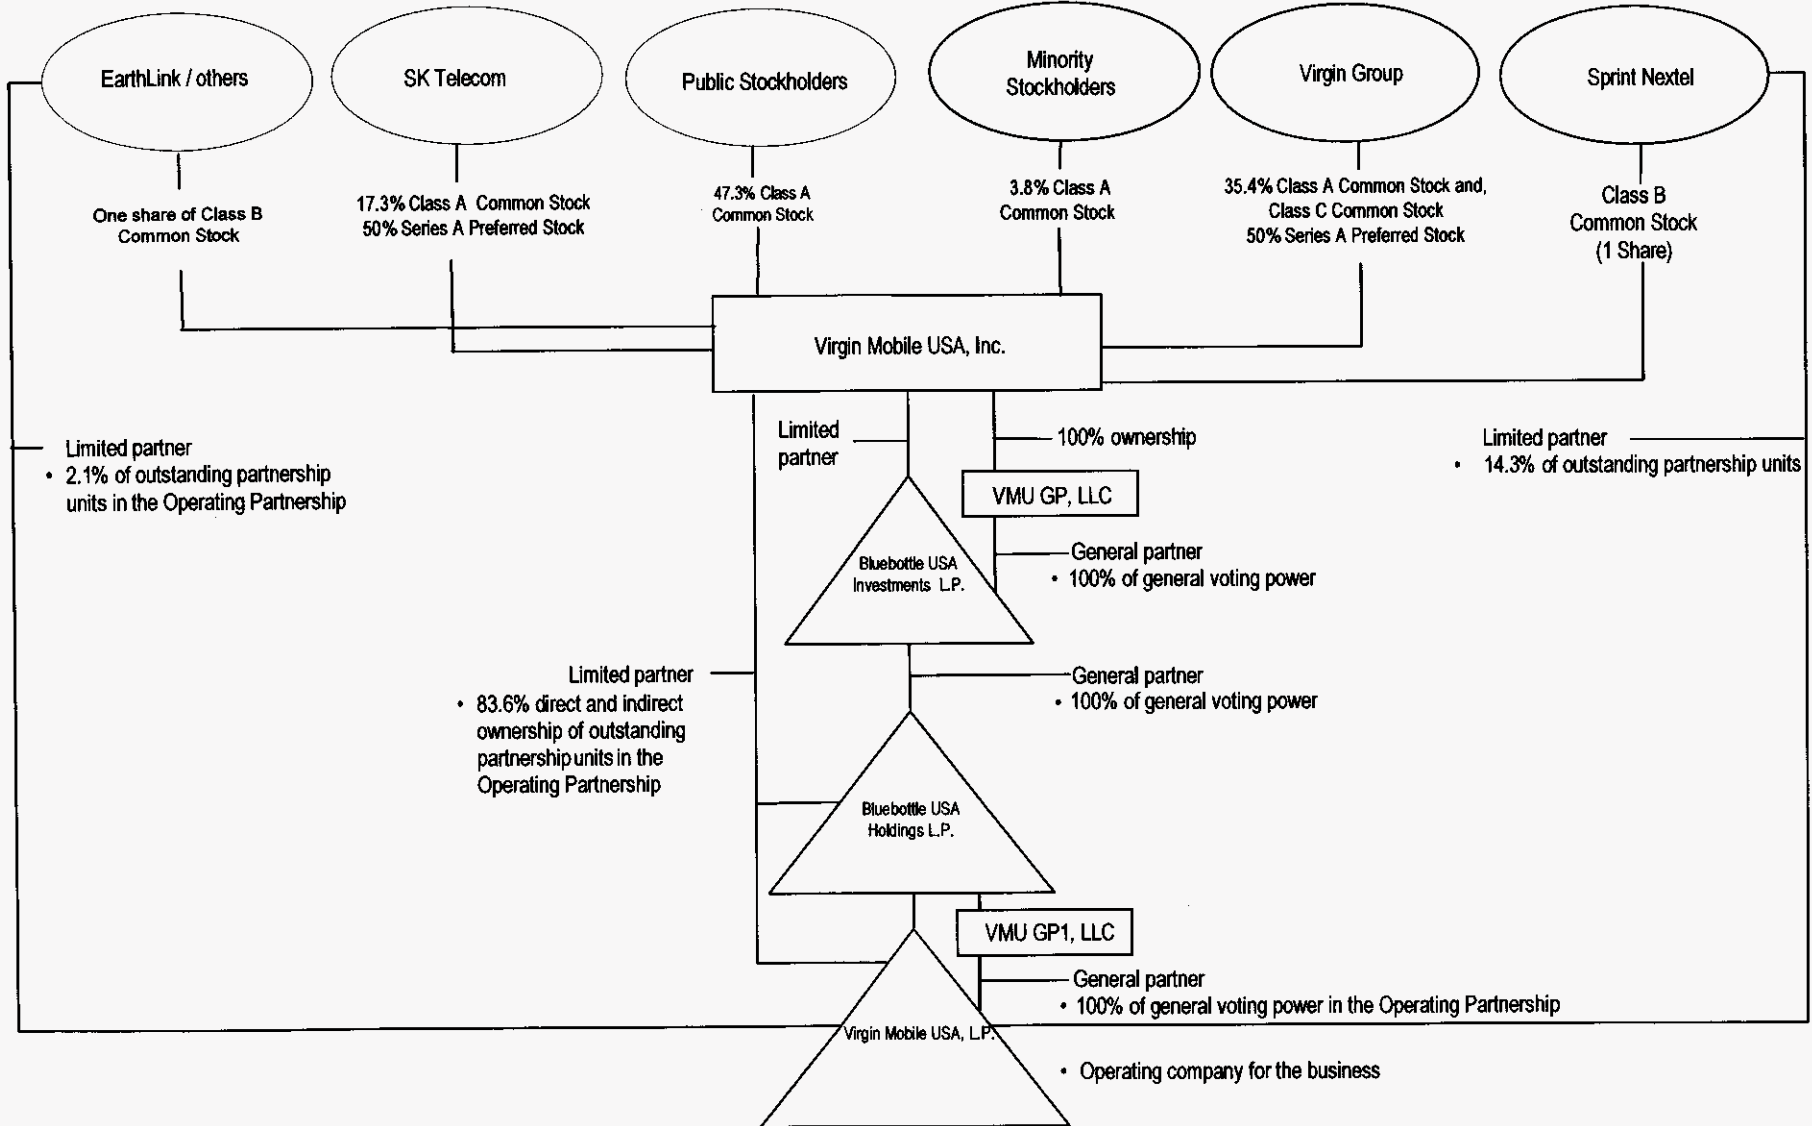 EarthLink / others
SK Telecom
Public Stockholders
Minority
Stockholders
Virgin Group
Sprint Nextel
One share of Class B
Common Stock
17.3% Class A Common Stock
50% Series A Preferred Stock
47.3% Class A
Common Stock
3.8% Class A
Common Stock
35.4% Class A Common Stock and,
Class C Common Stock
50% Series A Preferred Stock
Class B
Common Stock
(1 Share)
Virgin Mobile USA, Inc.
Limited partner
• 2.1% of outstanding partnership
units in the Operating Partnership
Limited
partner
100% ownership
Limited partner
• 14.3% of outstanding partnership units
VMU GP, LLC
Bluebottle USA
Investments L.P.
General partner
• 100% of general voting power
Limited partner
• 83.6% direct and indirect
ownership of outstanding
partnership units in the
Operating Partnership
General partner
• 100% of general voting power
Bluebottle USA
Holdings L.P.
VMU GP1, LLC
General partner
• 100% of general voting power in the Operating Partnership
Virgin Mobile USA, L.P.
• Operating company for the business